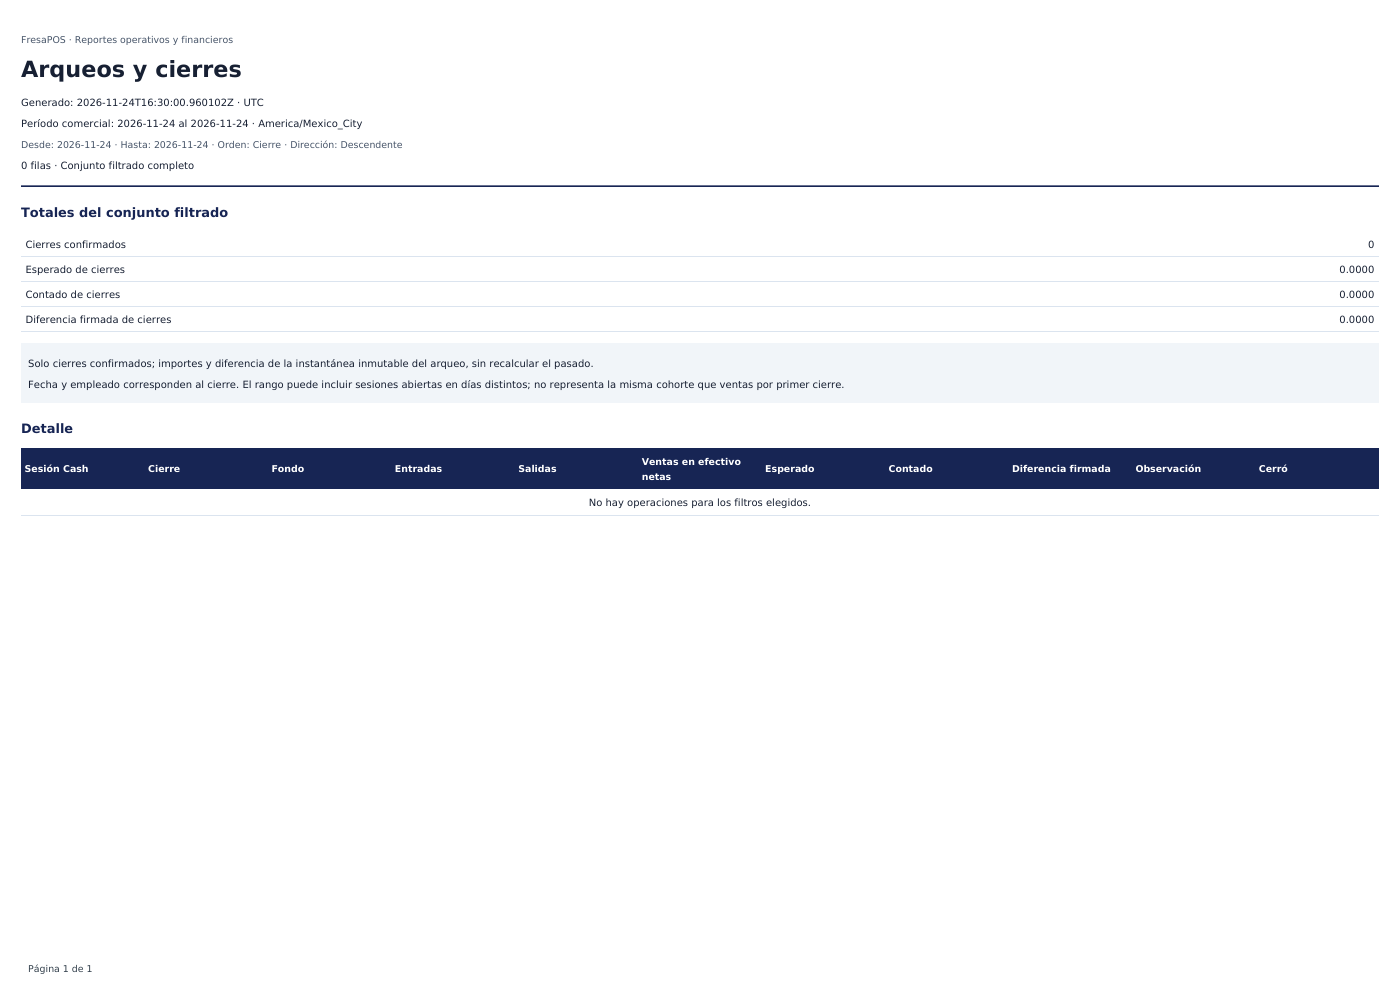 FresaPOS · Reportes operativos y financieros
Arqueos y cierres
Generado: 2026-11-24T16:30:00.960102Z · UTC
Período comercial: 2026-11-24 al 2026-11-24 · America/Mexico_City
Desde: 2026-11-24 · Hasta: 2026-11-24 · Orden: Cierre · Dirección: Descendente
0 filas · Conjunto filtrado completo
Totales del conjunto filtrado
Cierres confirmados 0
Esperado de cierres 0.0000
Contado de cierres 0.0000
Diferencia firmada de cierres 0.0000
Solo cierres confirmados; importes y diferencia de la instantánea inmutable del arqueo, sin recalcular el pasado.
Fecha y empleado corresponden al cierre. El rango puede incluir sesiones abiertas en días distintos; no representa la misma cohorte que ventas por primer cierre.
Detalle
Sesión Cash Cierre Fondo Entradas Salidas Ventas en efectivo netas Esperado Contado Diferencia firmada Observación Cerró
No hay operaciones para los filtros elegidos.
Página 1 de 1